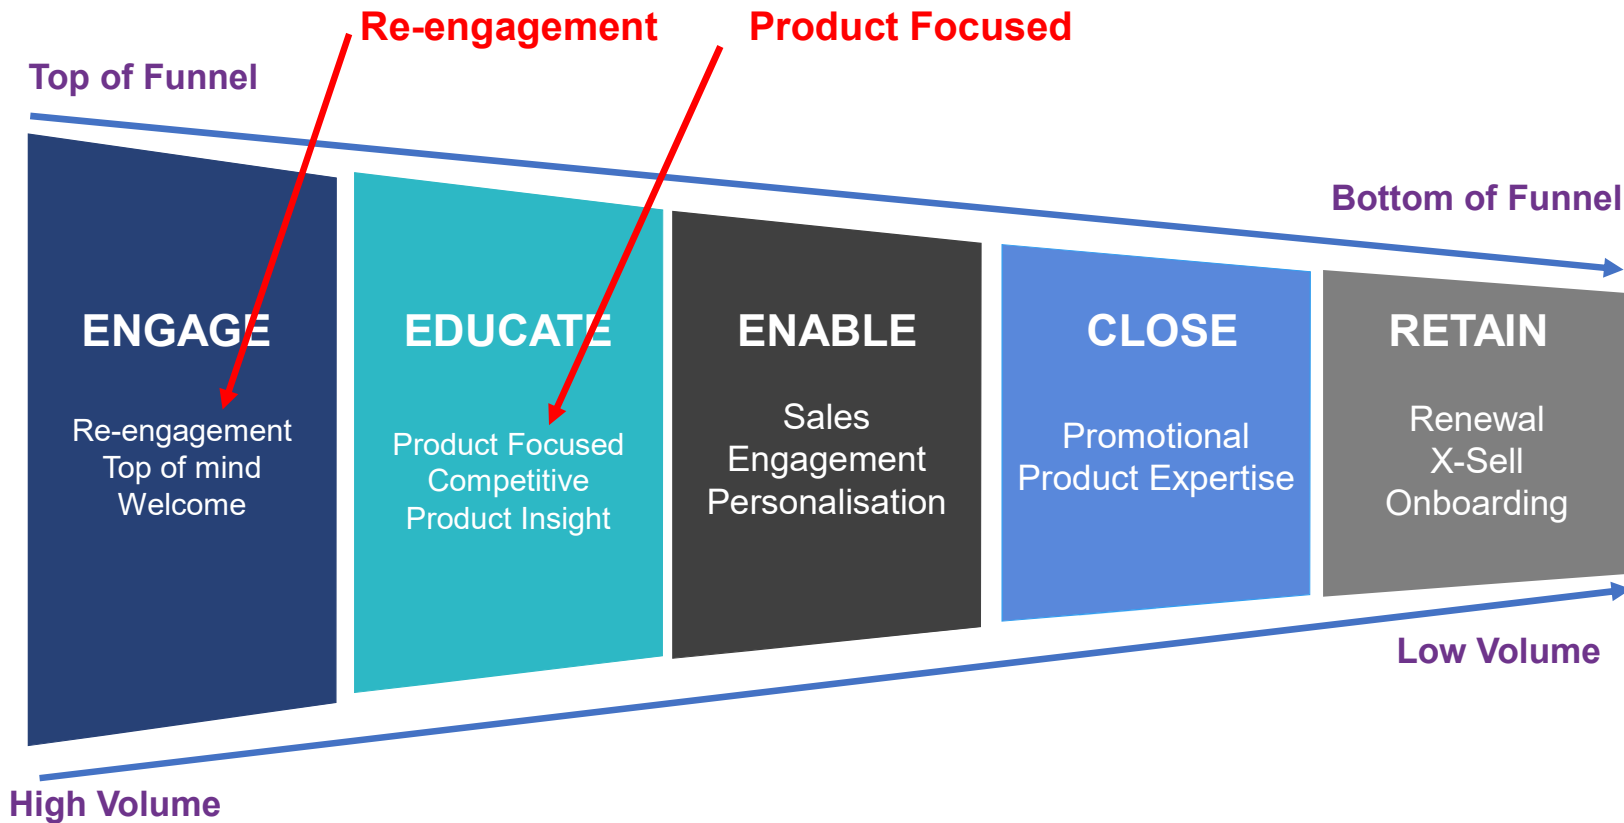 Re-engagement
Product Focused
Top of Funnel
Bottom of Funnel
ENGAGE
Re-engagement
Top of mind
Welcome
EDUCATE
Product Focused
Competitive
Product Insight
ENABLE
Sales
Engagement
Personalisation
CLOSE
Promotional
Product Expertise
RETAIN
Renewal
X-Sell
Onboarding
Low Volume
High Volume